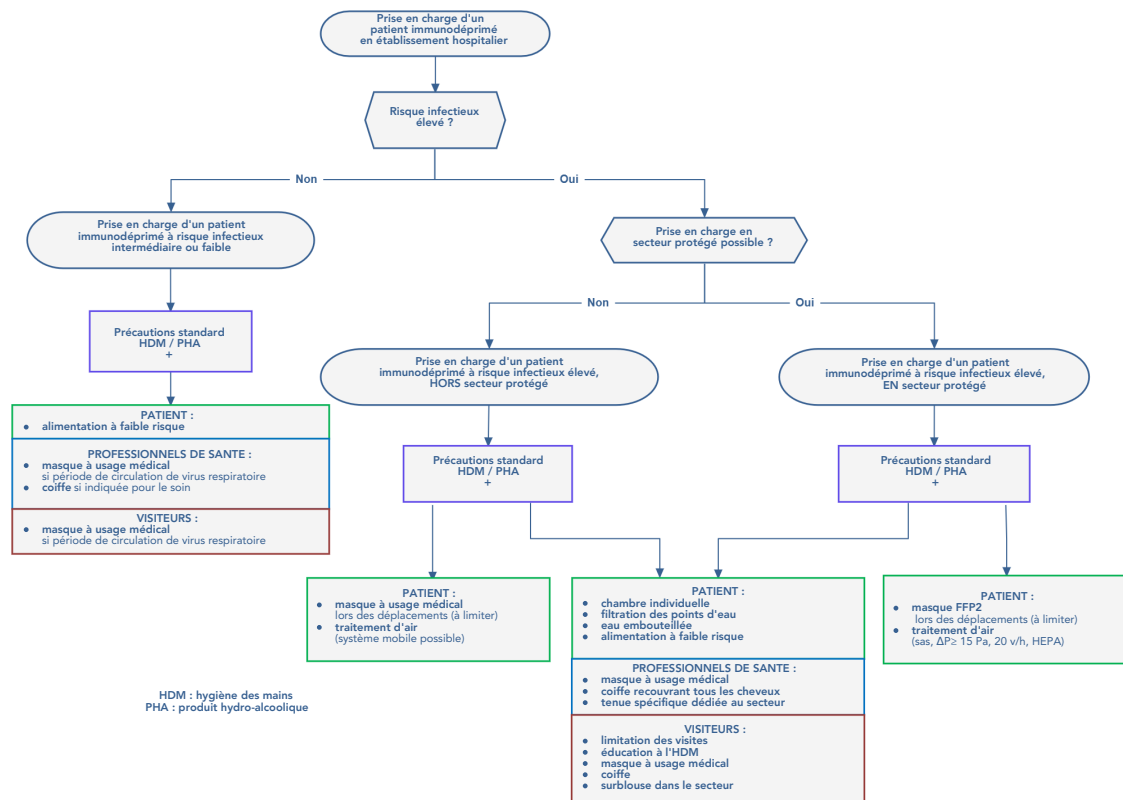 Prise en charge d'un
patient immunodéprimé
en établissement hospitalier
Risque infectieux
élevé ?
Non
Oui
Prise en charge d'un patient
immunodéprimé à risque infectieux
intermédiaire ou faible
Prise en charge en
secteur protégé possible ?
Non
Oui
Précautions standard
HDM / PHA
+
Prise en charge d'un patient
immunodéprimé à risque infectieux élevé,
HORS secteur protégé
Prise en charge d'un patient
immunodéprimé à risque infectieux élevé,
EN secteur protégé
PATIENT :
● alimentation à faible risque
PROFESSIONNELS DE SANTE :
● masque à usage médical
si période de circulation de virus respiratoire
● coiffe si indiquée pour le soin
VISITEURS :
● masque à usage médical
si période de circulation de virus respiratoire
Précautions standard
HDM / PHA
+
Précautions standard
HDM / PHA
+
PATIENT :
● masque à usage médical
lors des déplacements (à limiter)
● traitement d'air
(système mobile possible)
PATIENT :
● chambre individuelle
● filtration des points d'eau
● eau embouteillée
● alimentation à faible risque
PROFESSIONNELS DE SANTE :
● masque à usage médical
● coiffe recouvrant tous les cheveux
● tenue spécifique dédiée au secteur
VISITEURS :
● limitation des visites
● éducation à l'HDM
● masque à usage médical
● coiffe
● surblouse dans le secteur
PATIENT :
● masque FFP2
lors des déplacements (à limiter)
● traitement d'air
(sas, ΔP≥ 15 Pa, 20 v/h, HEPA)
HDM : hygiène des mains
PHA : produit hydro-alcoolique